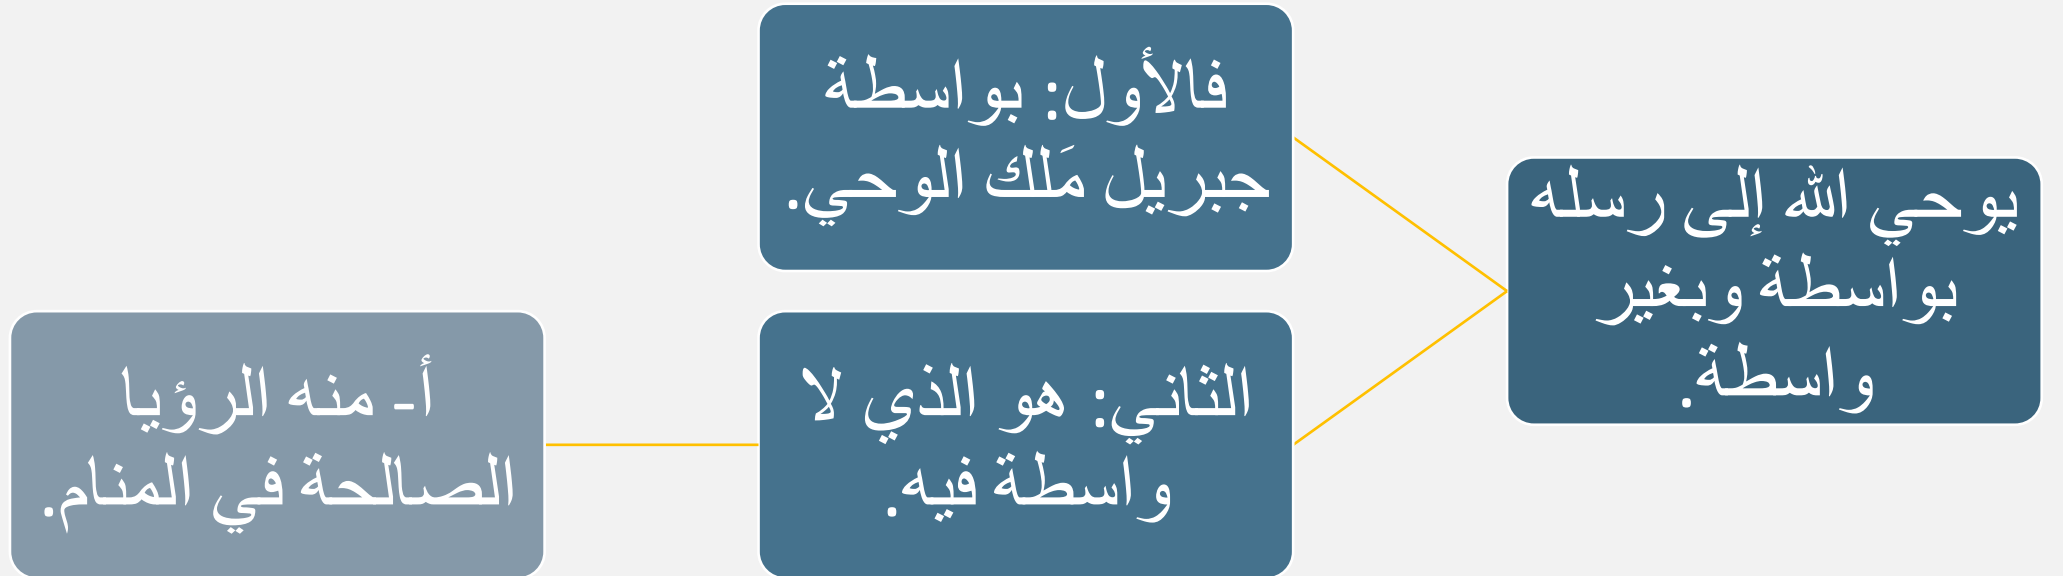 يوحي الله إلى رسله
بواسطة وبغير
واسطة.
فالأول: بواسطة
جبريل مَلك الوحي.
الثاني: هو الذي لا
واسطة فيه.
أ- منه الرؤيا
الصالحة في المنام.